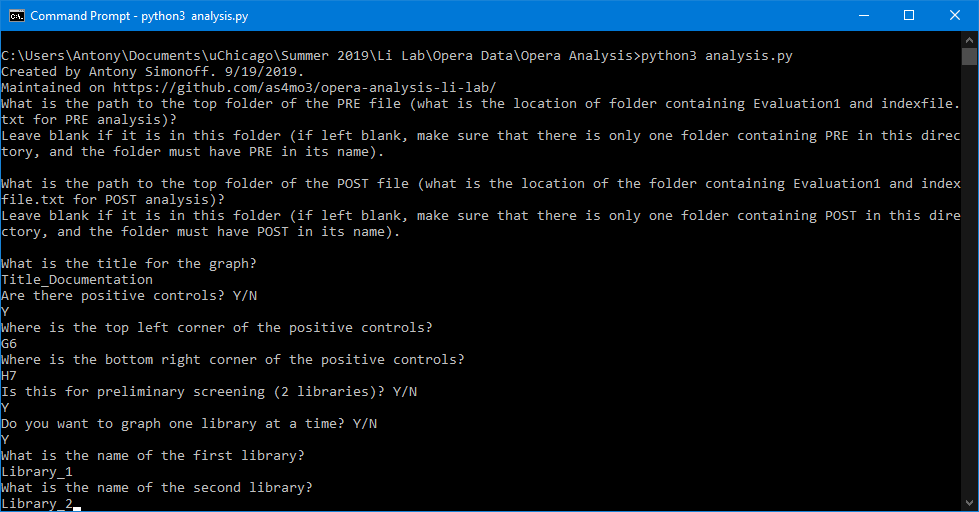 Command Prompt - python3 analysis.py
C:\Users\Antony\Documents\uChicago\Summer 2019\Li Lab\Opera Data\Opera Analysis>python3 analysis.py
Created by Antony Simonoff. 9/19/2019.
Maintained on https://github.com/as4mo3/opera-analysis-li-lab/
What is the path to the top folder of the PRE file (what is the location of folder containing Evaluation1 and indexfile.
txt for PRE analysis)?
Leave blank if it is in this folder (if left blank, make sure that there is only one folder containing PRE in this direc
tory, and the folder must have PRE in its name).
What is the path to the top folder of the POST file (what is the location of the folder containing Evaluation1 and index
file.txt for POST analysis)?
Leave blank if it is in this folder (if left blank, make sure that there is only one folder containing POST in this dire
ctory, and the folder must have POST in its name).
What is the title for the graph?
Title_Documentation
Are there positive controls? Y/N
Y
Where is the top left corner of the positive controls?
G6
Where is the bottom right corner of the positive controls?
H7
Is this for preliminary screening (2 libraries)? Y/N
Y
Do you want to graph one library at a time? Y/N
Y
What is the name of the first library?
Library_1
What is the name of the second library?
Library_2